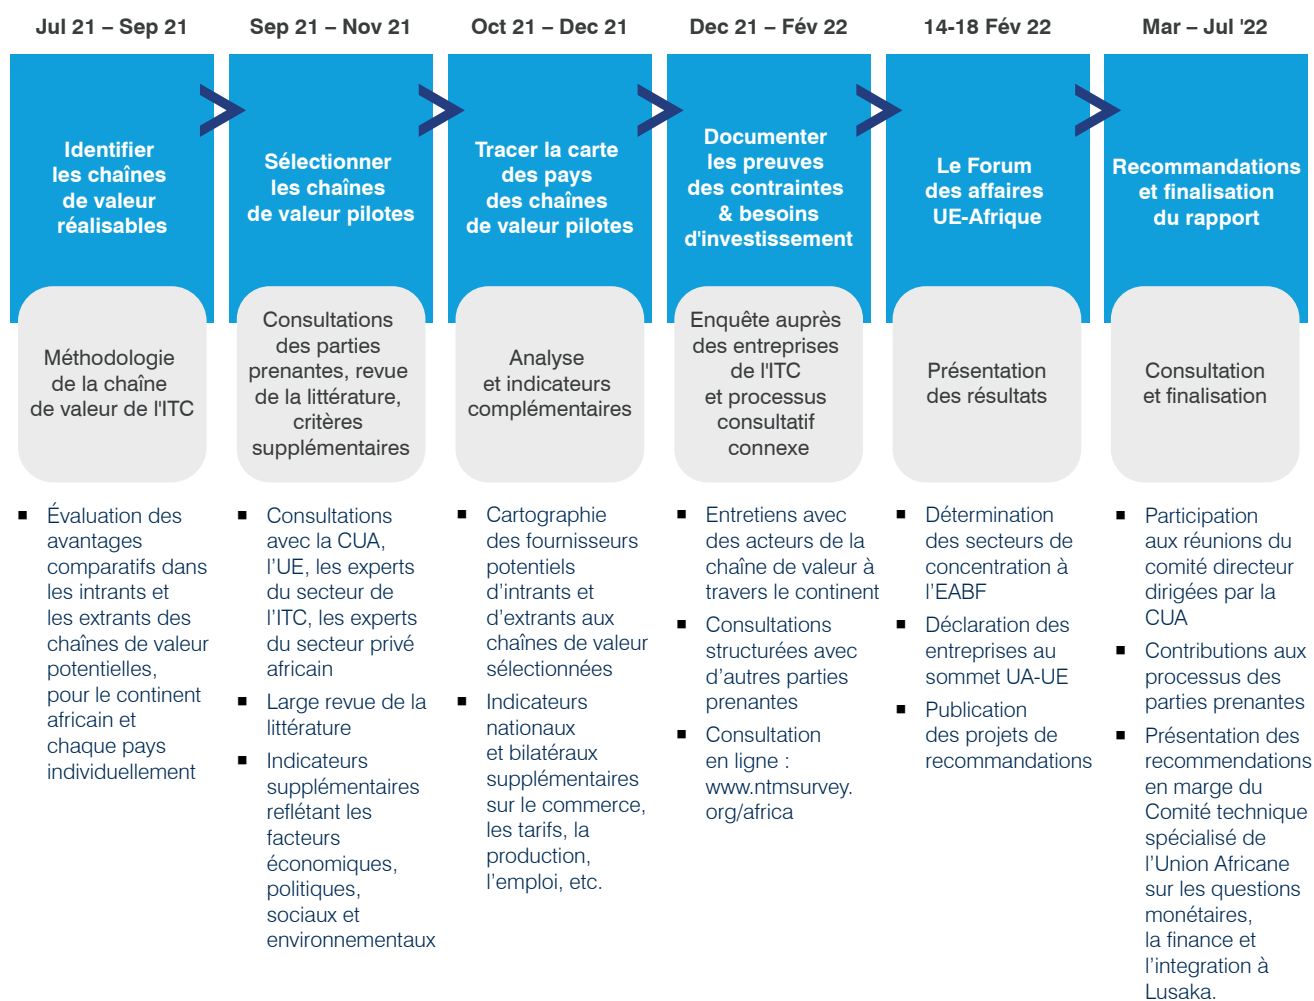 Jul 21 – Sep 21
Sep 21 – Nov 21
Oct 21 – Dec 21
Dec 21 – Fév 22
14-18 Fév 22
Mar – Jul '22
Identifier
les chaînes
de valeur
réalisables
Sélectionner
les chaînes
de valeur pilotes
Tracer la carte
des pays
des chaînes
de valeur pilotes
Documenter
les preuves
des contraintes
& besoins
d'investissement
Le Forum
des affaires
UE-Afrique
Recommandations
et finalisation
du rapport
Méthodologie
de la chaîne
de valeur de l'ITC
Consultations
des parties
prenantes, revue
de la littérature,
critères
supplémentaires
Analyse
et indicateurs
complémentaires
Enquête auprès
des entreprises
de l'ITC
et processus
consultatif
connexe
Présentation
des résultats
Consultation
et finalisation
▪ Évaluation des
avantages
comparatifs dans
les intrants et
les extrants des
chaînes de valeur
potentielles,
pour le continent
africain et
chaque pays
individuellement
▪ Consultations
avec la CUA,
l’UE, les experts
du secteur de
l’ITC, les experts
du secteur privé
africain
▪ Large revue de la
littérature
▪ Indicateurs
supplémentaires
reflétant les
facteurs
économiques,
politiques,
sociaux et
environnementaux
▪ Cartographie
des fournisseurs
potentiels
d’intrants et
d’extrants aux
chaînes de valeur
sélectionnées
▪ Indicateurs
nationaux
et bilatéraux
supplémentaires
sur le commerce,
les tarifs, la
production,
l’emploi, etc.
▪ Entretiens avec
des acteurs de la
chaîne de valeur à
travers le continent
▪ Consultations
structurées avec
d’autres parties
prenantes
▪ Consultation
en ligne :
www.ntmsurvey.
org/africa
▪ Détermination
des secteurs de
concentration à
l’EABF
▪ Déclaration des
entreprises au
sommet UA-UE
▪ Publication
des projets de
recommandations
▪ Participation
aux réunions du
comité directeur
dirigées par la
CUA
▪ Contributions aux
processus des
parties prenantes
▪ Présentation des
recommendations
en marge du
Comité technique
spécialisé de
l’Union Africane
sur les questions
monétaires,
la finance et
l’integration à
Lusaka.